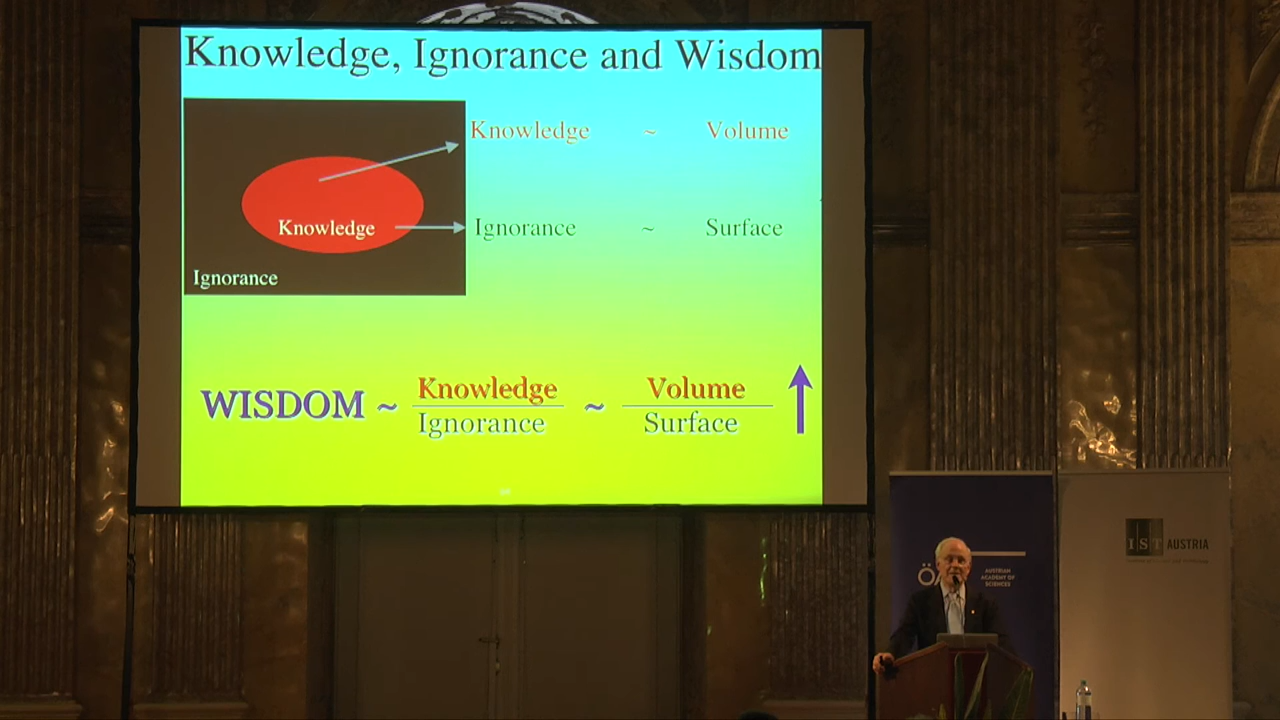 Knowledge, Ignorance and Wisdom
Knowledge ~ Volume
Knowledge
Ignorance ~ Surface
Ignorance
WISDOM ~ Knowledge / Ignorance ~ Volume / Surface
IST AUSTRIA
AUSTRIAN
ACADEMY OF
SCIENCES